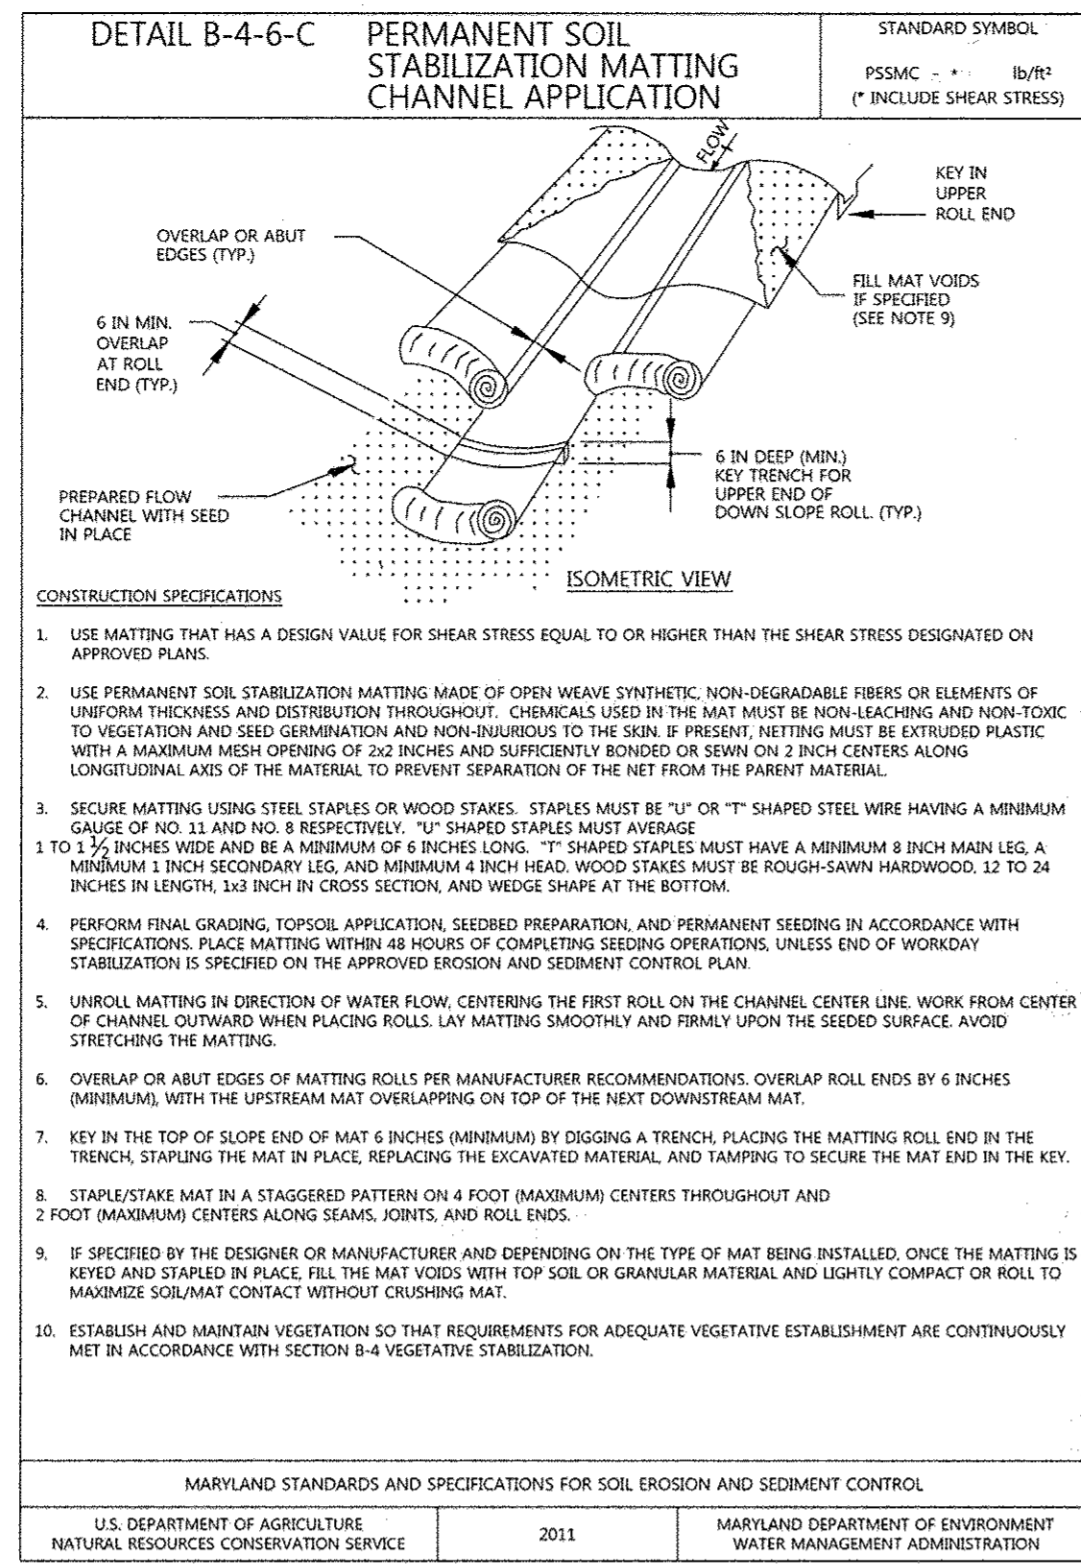 DETAIL B-4-6-C PERMANENT SOIL
STABILIZATION MATTING
CHANNEL APPLICATION
STANDARD SYMBOL
PSSMC - * lb/ft²
(* INCLUDE SHEAR STRESS)
FLOW
KEY IN
UPPER
ROLL END
OVERLAP OR ABUT
EDGES (TYP.)
FILL MAT VOIDS
IF SPECIFIED
(SEE NOTE 9)
6 IN MIN.
OVERLAP
AT ROLL
END (TYP.)
6 IN DEEP (MIN.)
KEY TRENCH FOR
UPPER END OF
DOWN SLOPE ROLL. (TYP.)
PREPARED FLOW
CHANNEL WITH SEED
IN PLACE
ISOMETRIC VIEW
CONSTRUCTION SPECIFICATIONS
1. USE MATTING THAT HAS A DESIGN VALUE FOR SHEAR STRESS EQUAL TO OR HIGHER THAN THE SHEAR STRESS DESIGNATED ON
APPROVED PLANS.
2. USE PERMANENT SOIL STABILIZATION MATTING MADE OF OPEN WEAVE SYNTHETIC, NON-DEGRADABLE FIBERS OR ELEMENTS OF
UNIFORM THICKNESS AND DISTRIBUTION THROUGHOUT. CHEMICALS USED IN THE MAT MUST BE NON-LEACHING AND NON-TOXIC
TO VEGETATION AND SEED GERMINATION AND NON-INJURIOUS TO THE SKIN. IF PRESENT, NETTING MUST BE EXTRUDED PLASTIC
WITH A MAXIMUM MESH OPENING OF 2x2 INCHES AND SUFFICIENTLY BONDED OR SEWN ON 2 INCH CENTERS ALONG
LONGITUDINAL AXIS OF THE MATERIAL TO PREVENT SEPARATION OF THE NET FROM THE PARENT MATERIAL.
3. SECURE MATTING USING STEEL STAPLES OR WOOD STAKES. STAPLES MUST BE "U" OR "T" SHAPED STEEL WIRE HAVING A MINIMUM
GAUGE OF NO. 11 AND NO. 8 RESPECTIVELY. "U" SHAPED STAPLES MUST AVERAGE
1 TO 1 1/2 INCHES WIDE AND BE A MINIMUM OF 6 INCHES LONG. "T" SHAPED STAPLES MUST HAVE A MINIMUM 8 INCH MAIN LEG, A
MINIMUM 1 INCH SECONDARY LEG, AND MINIMUM 4 INCH HEAD. WOOD STAKES MUST BE ROUGH-SAWN HARDWOOD, 12 TO 24
INCHES IN LENGTH, 1x3 INCH IN CROSS SECTION, AND WEDGE SHAPE AT THE BOTTOM.
4. PERFORM FINAL GRADING, TOPSOIL APPLICATION, SEEDBED PREPARATION, AND PERMANENT SEEDING IN ACCORDANCE WITH
SPECIFICATIONS. PLACE MATTING WITHIN 48 HOURS OF COMPLETING SEEDING OPERATIONS, UNLESS END OF WORKDAY
STABILIZATION IS SPECIFIED ON THE APPROVED EROSION AND SEDIMENT CONTROL PLAN.
5. UNROLL MATTING IN DIRECTION OF WATER FLOW, CENTERING THE FIRST ROLL ON THE CHANNEL CENTER LINE. WORK FROM CENTER
OF CHANNEL OUTWARD WHEN PLACING ROLLS. LAY MATTING SMOOTHLY AND FIRMLY UPON THE SEEDED SURFACE. AVOID
STRETCHING THE MATTING.
6. OVERLAP OR ABUT EDGES OF MATTING ROLLS PER MANUFACTURER RECOMMENDATIONS. OVERLAP ROLL ENDS BY 6 INCHES
(MINIMUM), WITH THE UPSTREAM MAT OVERLAPPING ON TOP OF THE NEXT DOWNSTREAM MAT.
7. KEY IN THE TOP OF SLOPE END OF MAT 6 INCHES (MINIMUM) BY DIGGING A TRENCH, PLACING THE MATTING ROLL END IN THE
TRENCH, STAPLING THE MAT IN PLACE, REPLACING THE EXCAVATED MATERIAL, AND TAMPING TO SECURE THE MAT END IN THE KEY.
8. STAPLE/STAKE MAT IN A STAGGERED PATTERN ON 4 FOOT (MAXIMUM) CENTERS THROUGHOUT AND
2 FOOT (MAXIMUM) CENTERS ALONG SEAMS, JOINTS, AND ROLL ENDS.
9. IF SPECIFIED BY THE DESIGNER OR MANUFACTURER AND DEPENDING ON THE TYPE OF MAT BEING INSTALLED, ONCE THE MATTING IS
KEYED AND STAPLED IN PLACE, FILL THE MAT VOIDS WITH TOP SOIL OR GRANULAR MATERIAL AND LIGHTLY COMPACT OR ROLL TO
MAXIMIZE SOIL/MAT CONTACT WITHOUT CRUSHING MAT.
10. ESTABLISH AND MAINTAIN VEGETATION SO THAT REQUIREMENTS FOR ADEQUATE VEGETATIVE ESTABLISHMENT ARE CONTINUOUSLY
MET IN ACCORDANCE WITH SECTION B-4 VEGETATIVE STABILIZATION.
MARYLAND STANDARDS AND SPECIFICATIONS FOR SOIL EROSION AND SEDIMENT CONTROL
U.S. DEPARTMENT OF AGRICULTURE
NATURAL RESOURCES CONSERVATION SERVICE
2011
MARYLAND DEPARTMENT OF ENVIRONMENT
WATER MANAGEMENT ADMINISTRATION